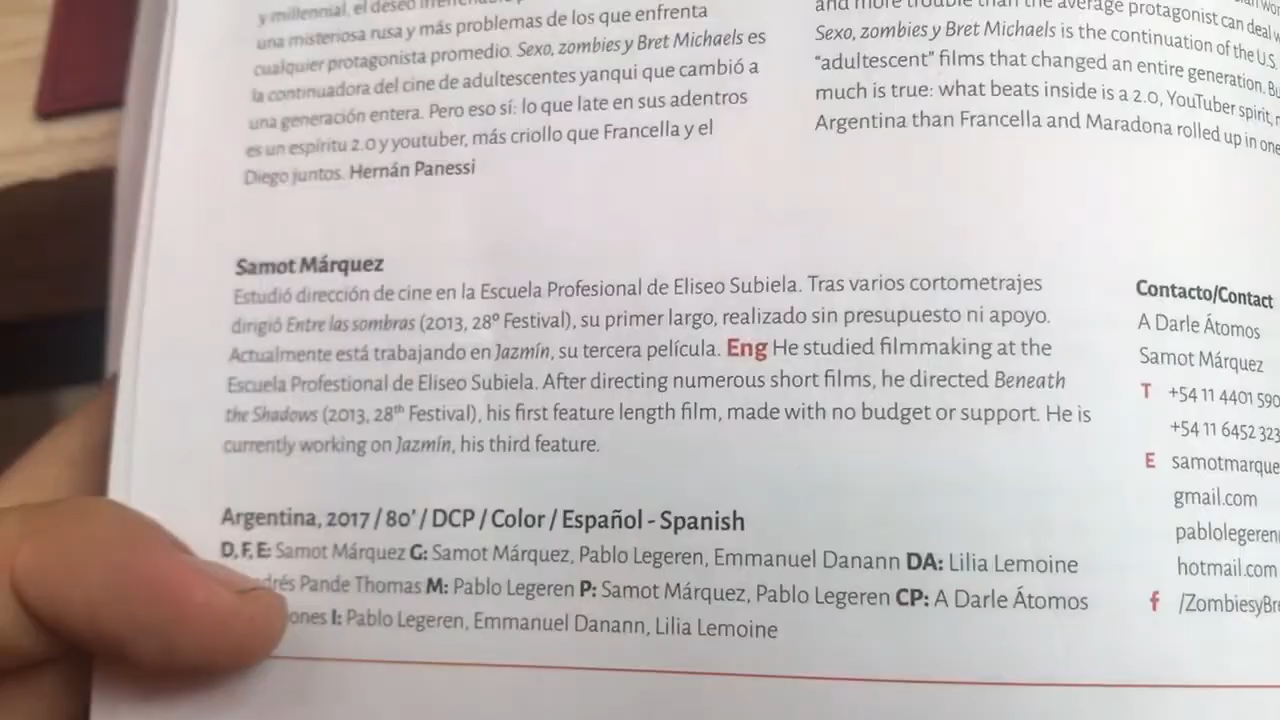 y millennial, el deseo
una misteriosa rusa y más problemas de los que enfrenta
cualquier protagonista promedio. Sexo, zombies y Bret Michaels es
la continuadora del cine de adultescentes yanqui que cambió a
una generación entera. Pero eso sí: lo que late en sus adentros
es un espíritu 2.0 y youtuber, más criollo que Francella y el
Diego juntos. Hernán Panessi
and more trouble than the average protagonist can deal
Sexo, zombies y Bret Michaels is the continuation of the U.S.
“adultescent” films that changed an entire generation.
much is true: what beats inside is a 2.0, YouTuber spirit,
Argentina than Francella and Maradona rolled up in one
Samot Márquez
Estudió dirección de cine en la Escuela Profesional de Eliseo Subiela. Tras varios cortometrajes
dirigió Entre las sombras (2013, 28º Festival), su primer largo, realizado sin presupuesto ni apoyo.
Actualmente está trabajando en Jazmín, su tercera película. Eng He studied filmmaking at the
Escuela Profestional de Eliseo Subiela. After directing numerous short films, he directed Beneath
the Shadows (2013, 28th Festival), his first feature length film, made with no budget or support. He is
currently working on Jazmín, his third feature.
Argentina, 2017 / 80’ / DCP / Color / Español - Spanish
D, F, E: Samot Márquez G: Samot Márquez, Pablo Legeren, Emmanuel Danann DA: Lilia Lemoine
drés Pande Thomas M: Pablo Legeren P: Samot Márquez, Pablo Legeren CP: A Darle Átomos
ones I: Pablo Legeren, Emmanuel Danann, Lilia Lemoine
Contacto/Contact
A Darle Átomos
Samot Márquez
T +54 11 4401 590
+54 11 6452 323
E samotmarque
gmail.com
pablolegeren
hotmail.com
f /ZombiesyBr